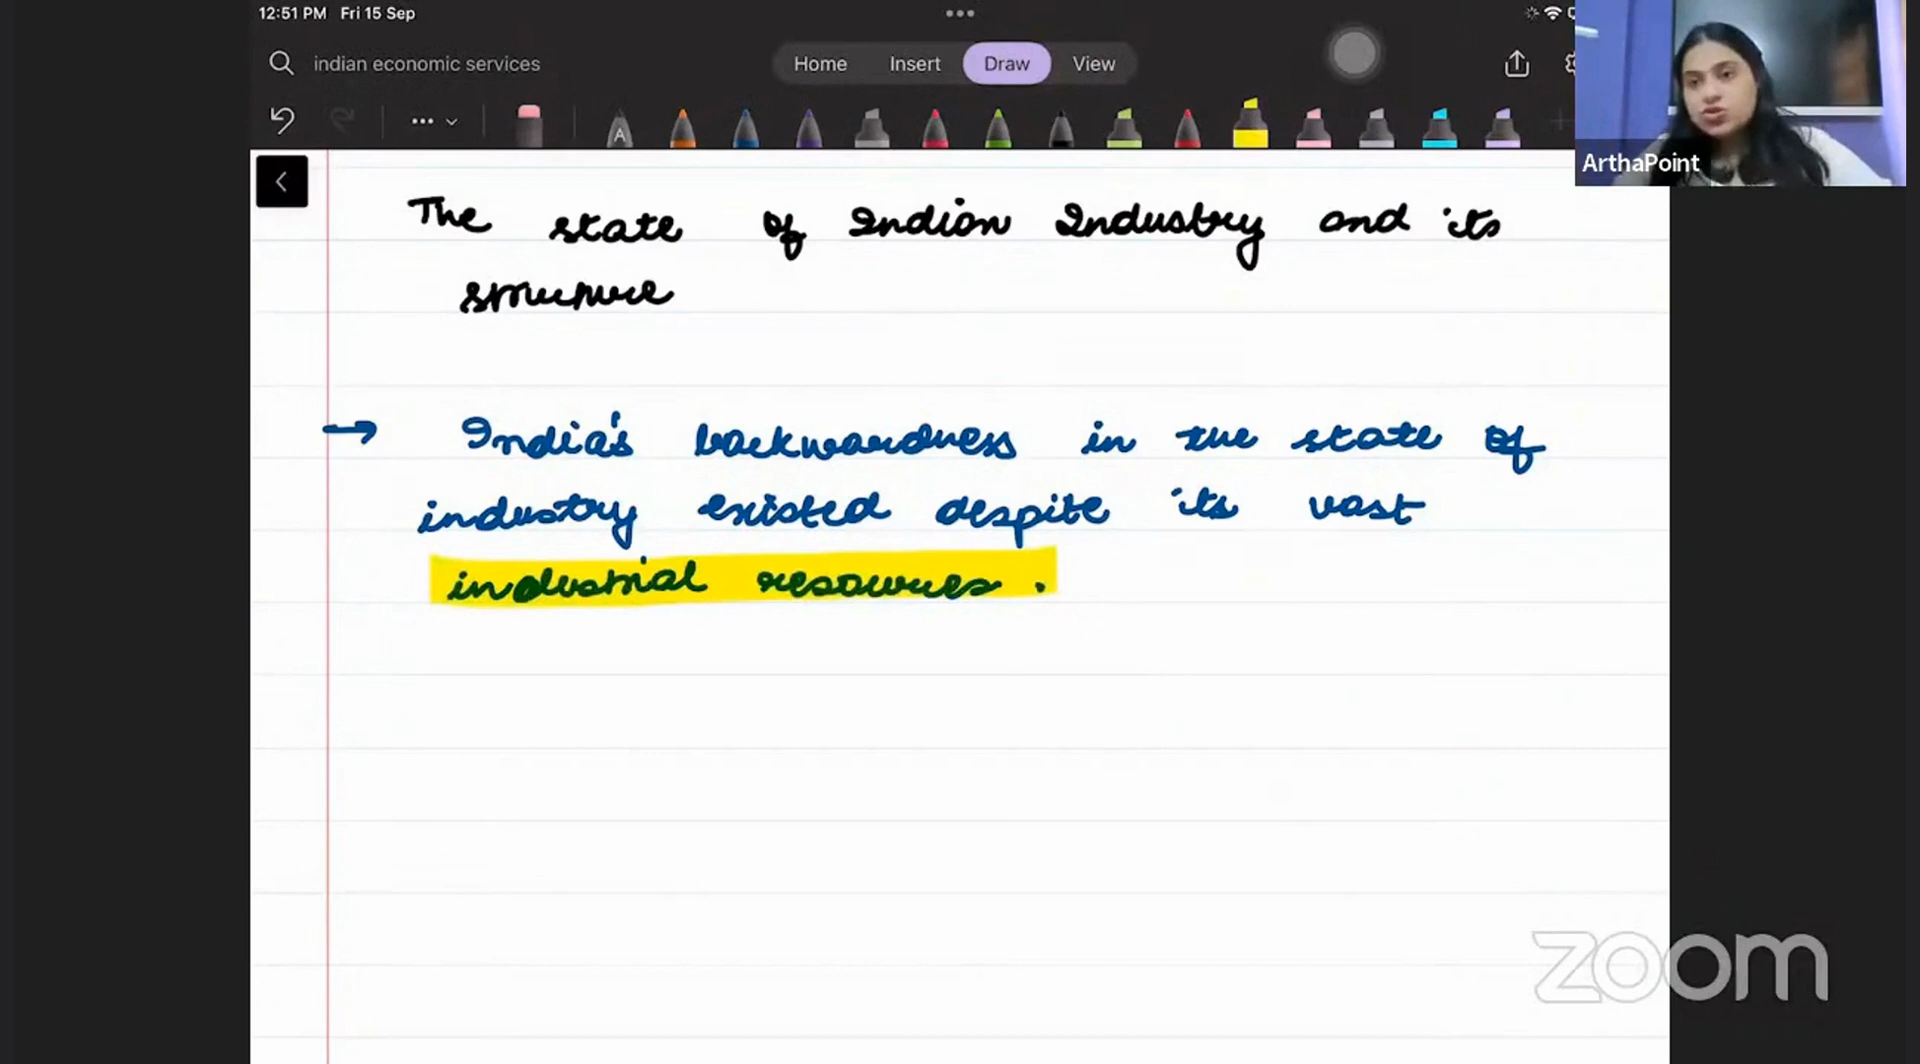 12:51 PM Fri 15 Sep
indian economic services
Home Insert Draw View
A
ArthaPoint
The state of Indian Industry and its
structure
→ India's backwardness in the state of
industry existed despite its vast
industrial resources.
zoom